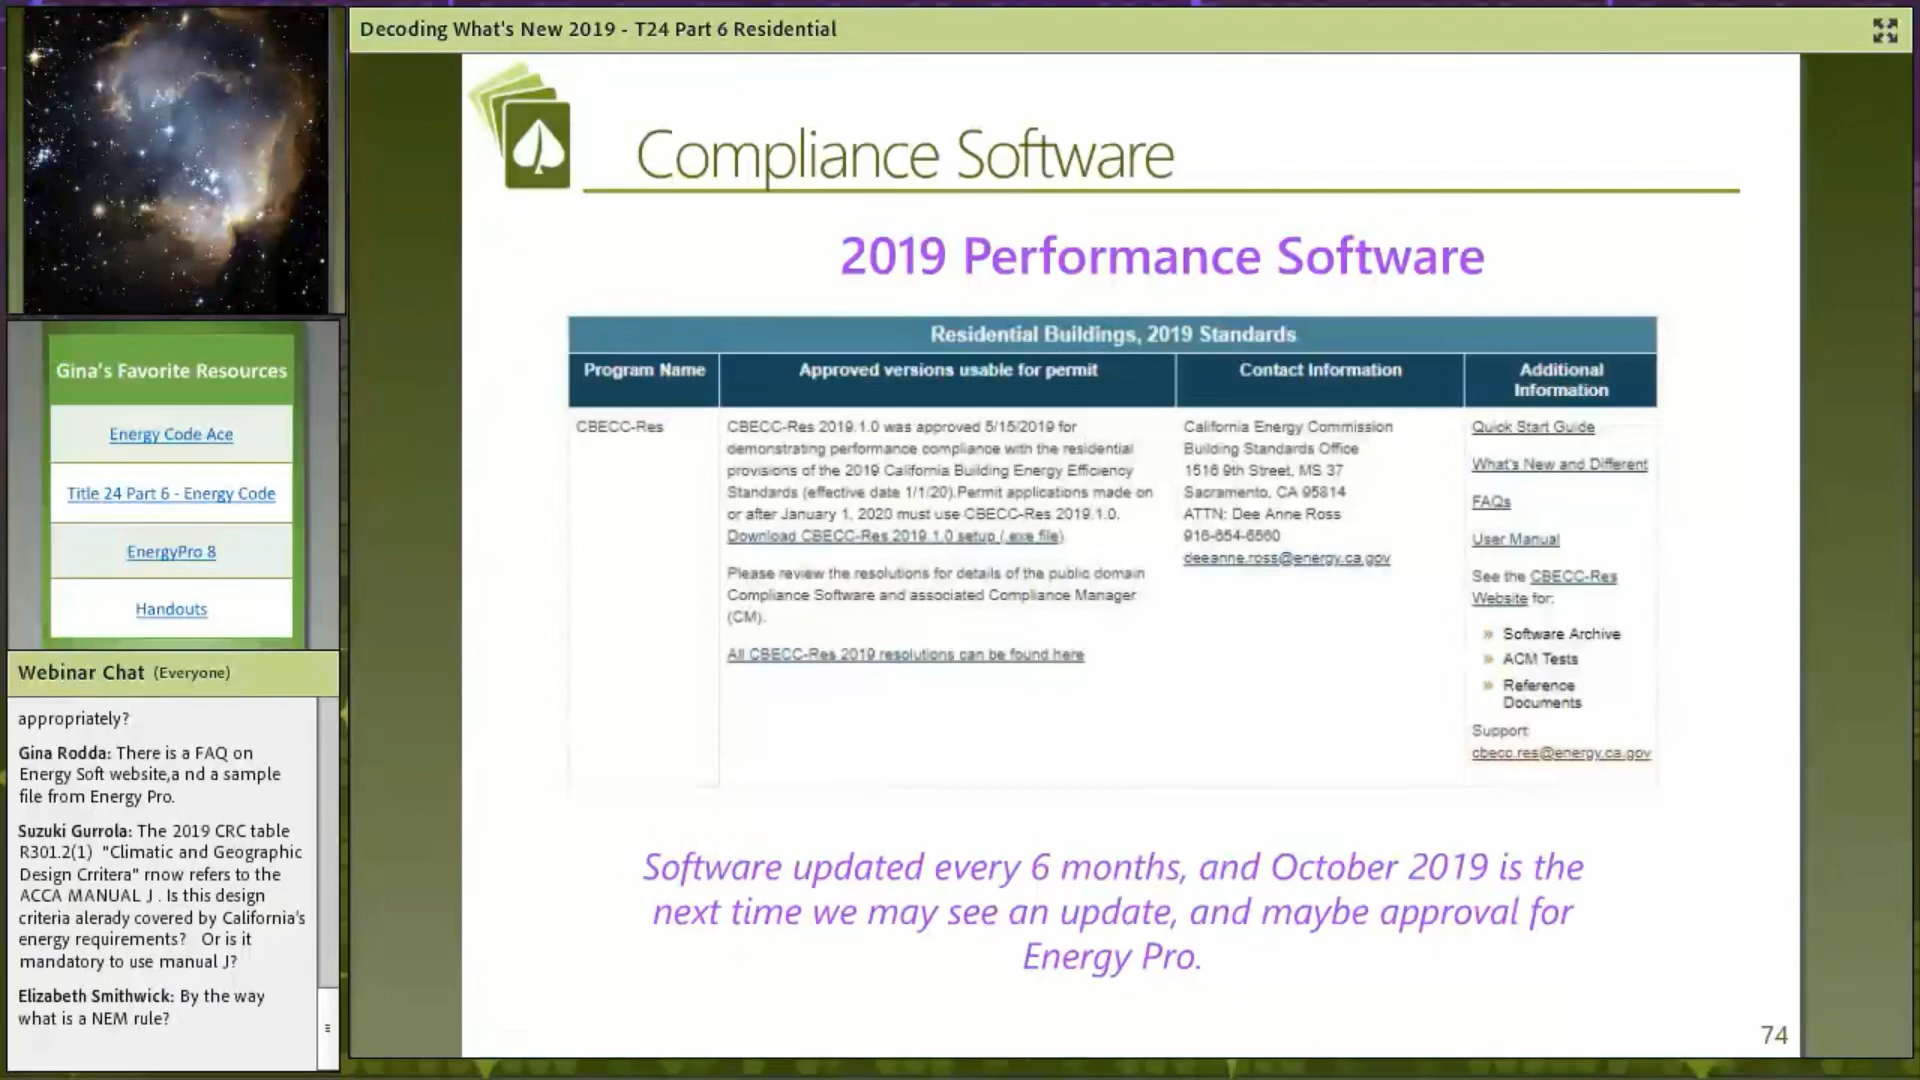 Decoding What's New 2019 - T24 Part 6 Residential
Compliance Software
2019 Performance Software
Residential Buildings, 2019 Standards
Program Name
Approved versions usable for permit
Contact Information
Additional
Information
CBECC-Res
CBECC-Res 2019.1.0 was approved 5/15/2019 for
demonstrating performance compliance with the residential
provisions of the 2019 California Building Energy Efficiency
Standards (effective date 1/1/20).Permit applications made on
or after January 1, 2020 must use CBECC-Res 2019.1.0.
Download CBECC-Res 2019.1.0 setup (.exe file)
Please review the resolutions for details of the public domain
Compliance Software and associated Compliance Manager
(CM).
All CBECC-Res 2019 resolutions can be found here
California Energy Commission
Building Standards Office
1516 9th Street, MS 37
Sacramento, CA 95814
ATTN: Dee Anne Ross
916-654-6560
deeanne.ross@energy.ca.gov
Quick Start Guide
What's New and Different
FAQs
User Manual
See the CBECC-Res
Website for:
» Software Archive
» ACM Tests
» Reference
Documents
Support:
cbecc.res@energy.ca.gov
Software updated every 6 months, and October 2019 is the
next time we may see an update, and maybe approval for
Energy Pro.
74
Gina's Favorite Resources
Energy Code Ace
Title 24 Part 6 - Energy Code
EnergyPro 8
Handouts
Webinar Chat (Everyone)
appropriately?
Gina Rodda: There is a FAQ on
Energy Soft website,a nd a sample
file from Energy Pro.
Suzuki Gurrola: The 2019 CRC table
R301.2(1) "Climatic and Geographic
Design Crritera" rnow refers to the
ACCA MANUAL J . Is this design
criteria alerady covered by California's
energy requirements? Or is it
mandatory to use manual J?
Elizabeth Smithwick: By the way
what is a NEM rule?